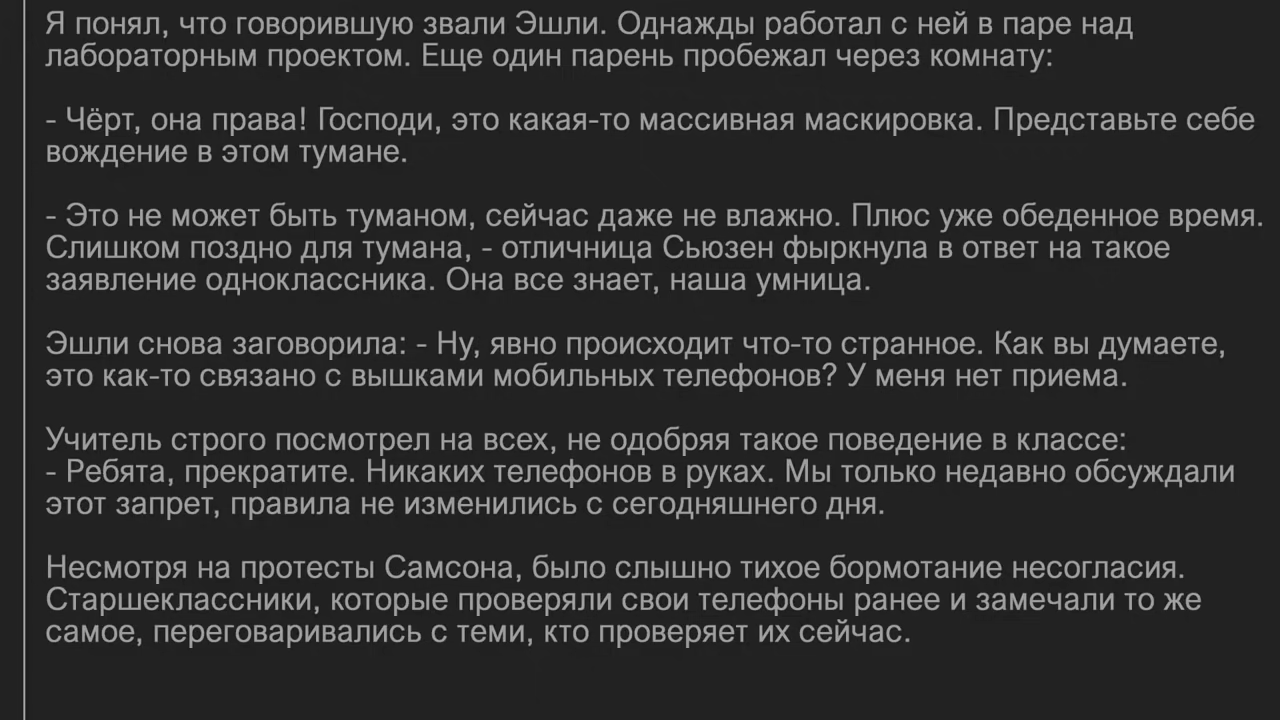 Я понял, что говорившую звали Эшли. Однажды работал с ней в паре над
лабораторным проектом. Еще один парень пробежал через комнату:
- Чёрт, она права! Господи, это какая-то массивная маскировка. Представьте себе
вождение в этом тумане.
- Это не может быть туманом, сейчас даже не влажно. Плюс уже обеденное время.
Слишком поздно для тумана, - отличница Сьюзен фыркнула в ответ на такое
заявление одноклассника. Она все знает, наша умница.
Эшли снова заговорила: - Ну, явно происходит что-то странное. Как вы думаете,
это как-то связано с вышками мобильных телефонов? У меня нет приема.
Учитель строго посмотрел на всех, не одобряя такое поведение в классе:
- Ребята, прекратите. Никаких телефонов в руках. Мы только недавно обсуждали
этот запрет, правила не изменились с сегодняшнего дня.
Несмотря на протесты Самсона, было слышно тихое бормотание несогласия.
Старшеклассники, которые проверяли свои телефоны ранее и замечали то же
самое, переговаривались с теми, кто проверяет их сейчас.